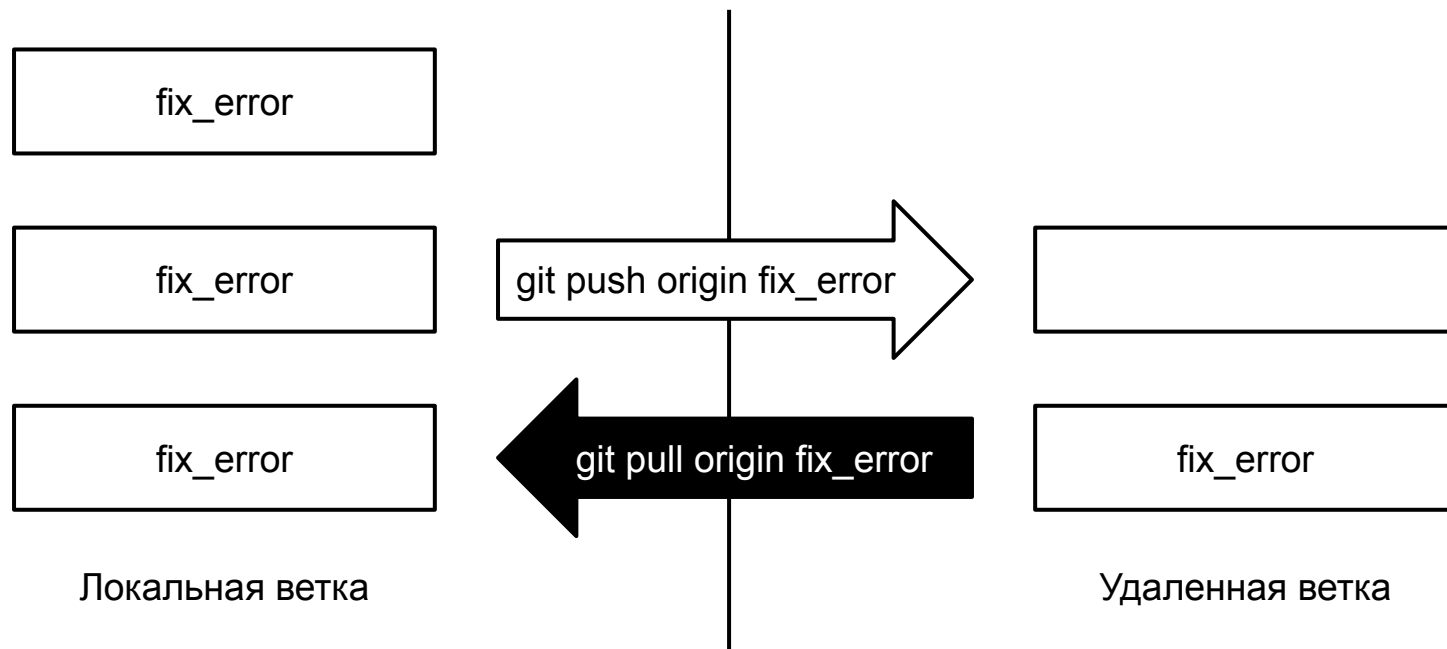 fix_error
fix_error
git push origin fix_error
fix_error
git pull origin fix_error
fix_error
Локальная ветка
Удаленная ветка